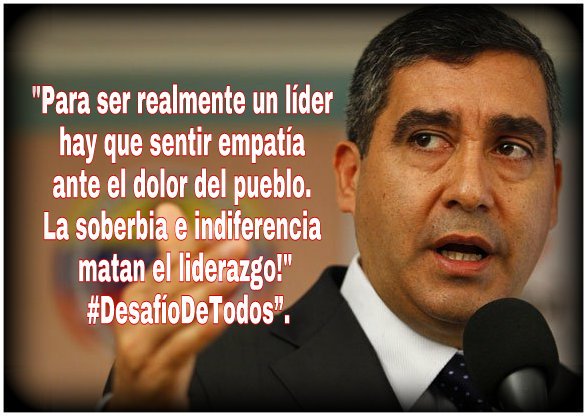 "Para ser realmente un líder
hay que sentir empatía
ante el dolor del pueblo.
La soberbia e indiferencia
matan el liderazgo!"
#DesafíoDeTodos”.